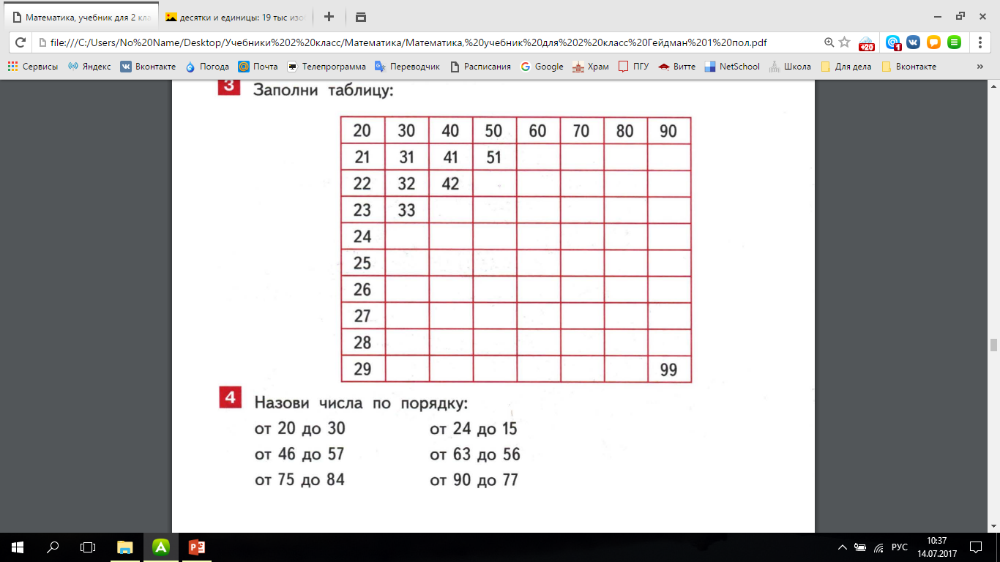 Математика, учебник для 2 кла
десятки и единицы: 19 тыс изо
file:///C:/Users/No%20Name/Desktop/Учебники%202%20класс/Математика/Математика,%20учебник%20для%202%20класс%20Гейдман%201%20пол.pdf
+20
1
Сервисы Яндекс Вконтакте Погода Почта Телепрограмма Переводчик Расписания Google Храм ПГУ Витте NetSchool Школа Для дела Вконтакте »
3 Заполни таблицу:
20 30 40 50 60 70 80 90
21 31 41 51
22 32 42
23 33
24
25
26
27
28
29 99
4 Назови числа по порядку:
от 20 до 30 от 24 до 15
от 46 до 57 от 63 до 56
от 75 до 84 от 90 до 77
РУС
10:37
14.07.2017